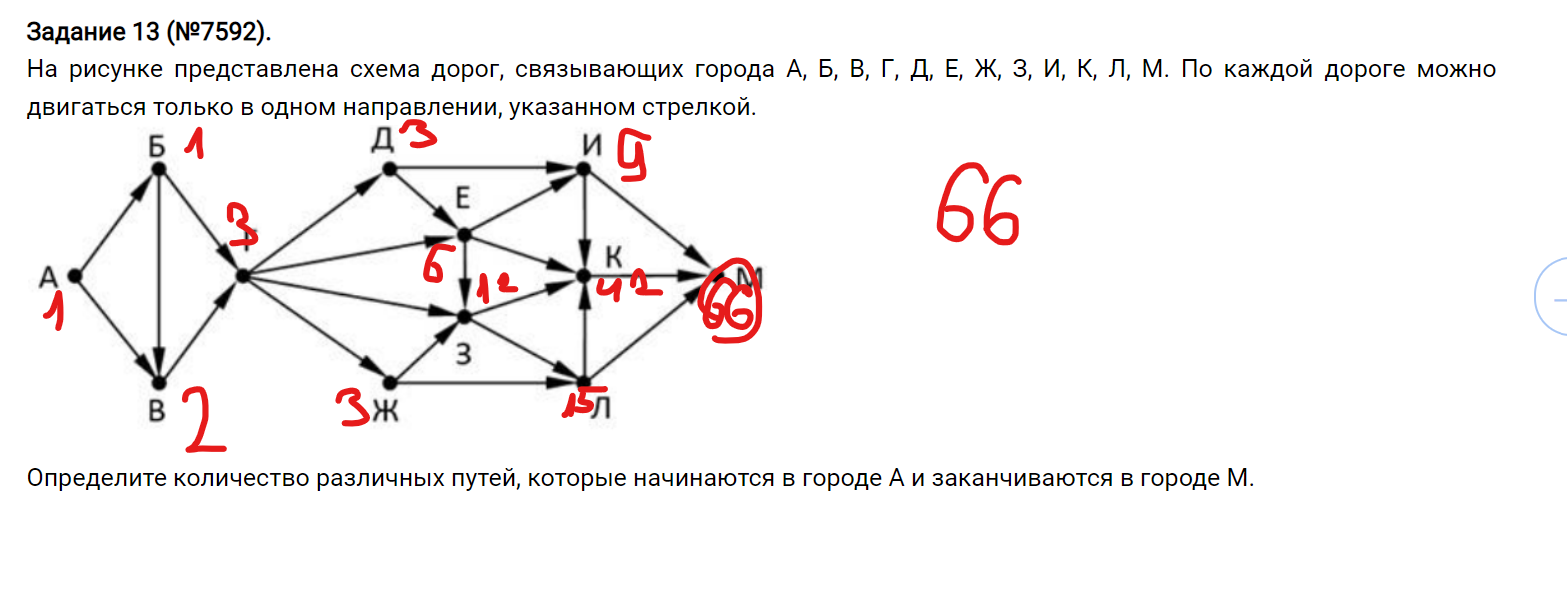 Задание 13 (№7592).
На рисунке представлена схема дорог, связывающих города А, Б, В, Г, Д, Е, Ж, З, И, К, Л, М. По каждой дороге можно
двигаться только в одном направлении, указанном стрелкой.
Б 1
Д 3
И 9
Е
66
3
Г
А
1
6
12
К
42
М
66
З
В
2
3 Ж
15 Л
Определите количество различных путей, которые начинаются в городе А и заканчиваются в городе М.